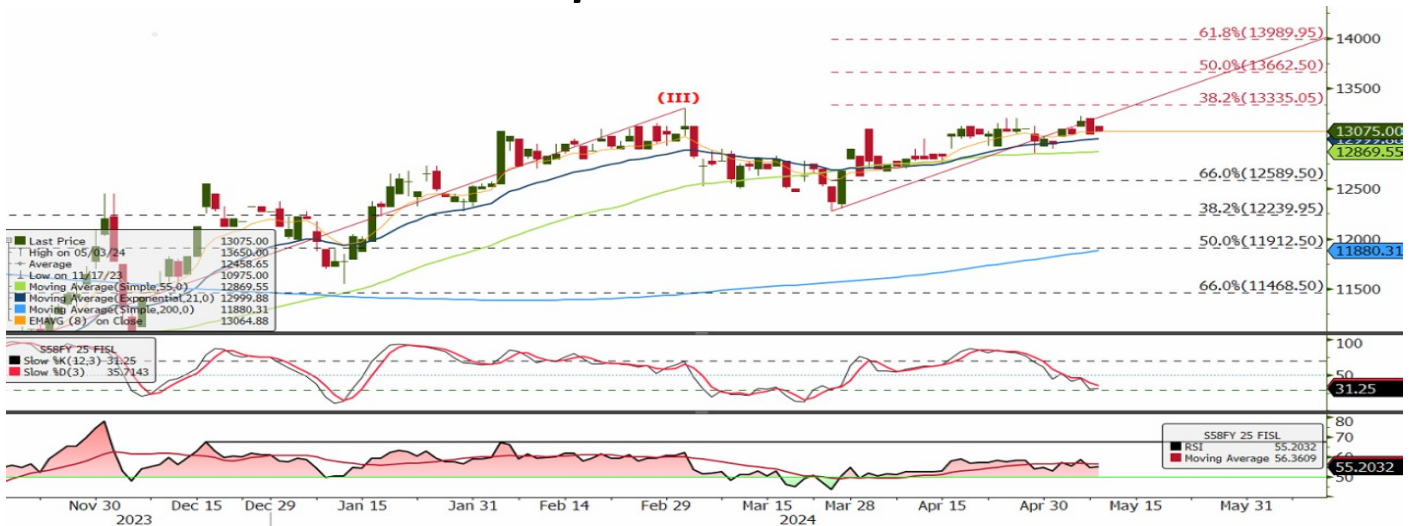 61.8%(13989.95)
14000
50.0%(13662.50)
13500
38.2%(13335.05)
(III)
13075.00
12869.55
66.0%(12589.50)
12500
38.2%(12239.95)
12000
50.0%(11912.50)
11880.31
66.0%(11468.50)
11500
Last Price 13075.00
High on 05/03/24 13650.00
Average 12458.65
Low on 11/17/23 10975.00
Moving Average(Simple,55,0) 12869.55
Moving Average(Exponential,21,0) 12999.88
Moving Average(Simple,200,0) 11880.31
EMAVG (8) on Close 13064.88
S58FY 25 FISL
Slow %K(12,3) 31.25
Slow %D(3) 35.7143
100
50
31.25
80
70
S58FY 25 FISL
RSI 55.2032
Moving Average 56.3609
55.2032
50
Nov 30 Dec 15 Dec 29 Jan 15 Jan 31 Feb 14 Feb 29 Mar 15 Mar 28 Apr 15 Apr 30 May 15 May 31
2023 2024